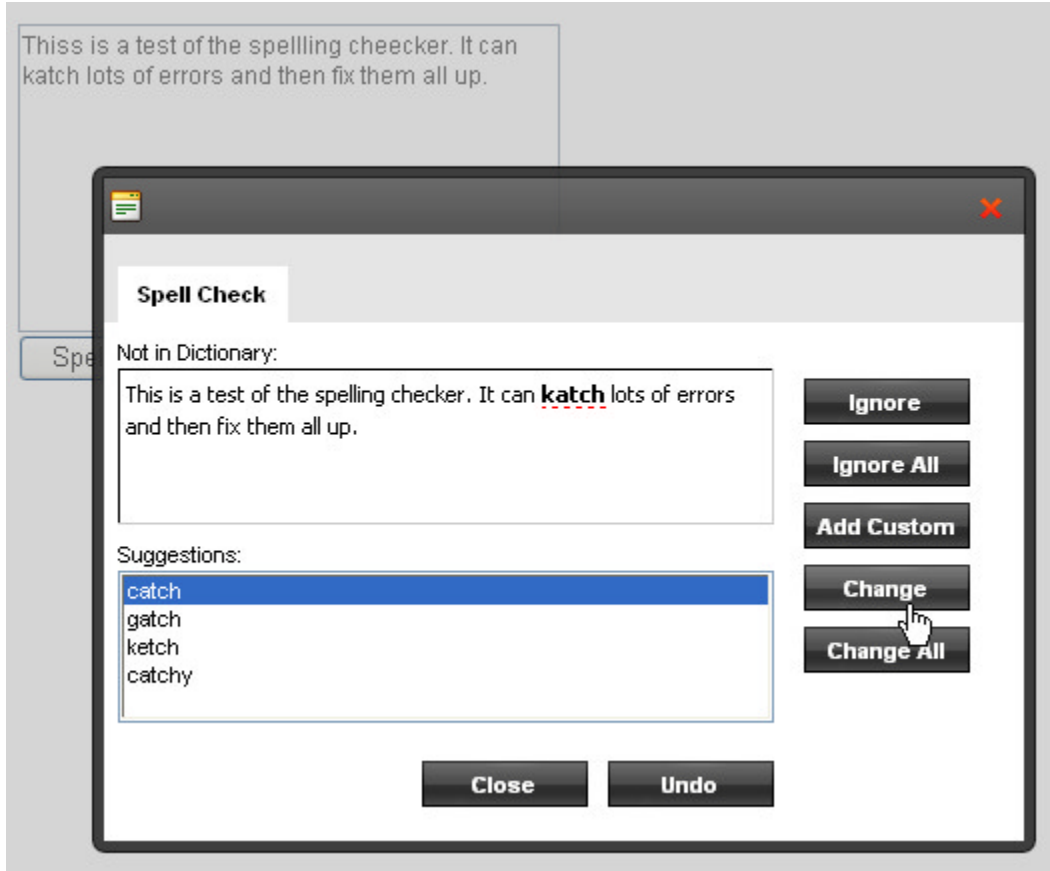 Thiss is a test of the spellling cheecker. It can
katch lots of errors and then fix them all up.
Spell Check
Spe
Not in Dictionary:
This is a test of the spelling checker. It can katch lots of errors
and then fix them all up.
Ignore
Ignore All
Add Custom
Suggestions:
catch
gatch
ketch
catchy
Change
Change All
Close
Undo